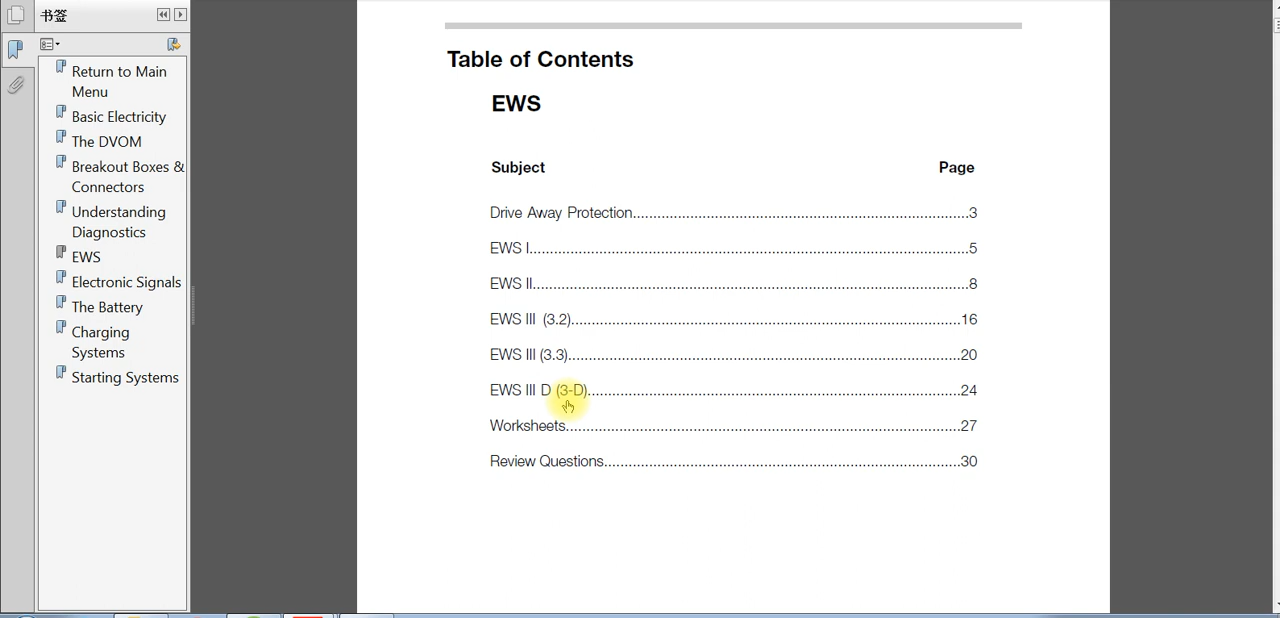 书签
Return to Main
Menu
Basic Electricity
The DVOM
Breakout Boxes &
Connectors
Understanding
Diagnostics
EWS
Electronic Signals
The Battery
Charging
Systems
Starting Systems
Table of Contents
EWS
Subject Page
Drive Away Protection..........................................................................................3
EWS I..........................................................................................5
EWS II..........................................................................................8
EWS III (3.2)..........................................................................................16
EWS III (3.3)..........................................................................................20
EWS III D (3-D)..........................................................................................24
Worksheets..........................................................................................27
Review Questions..........................................................................................30